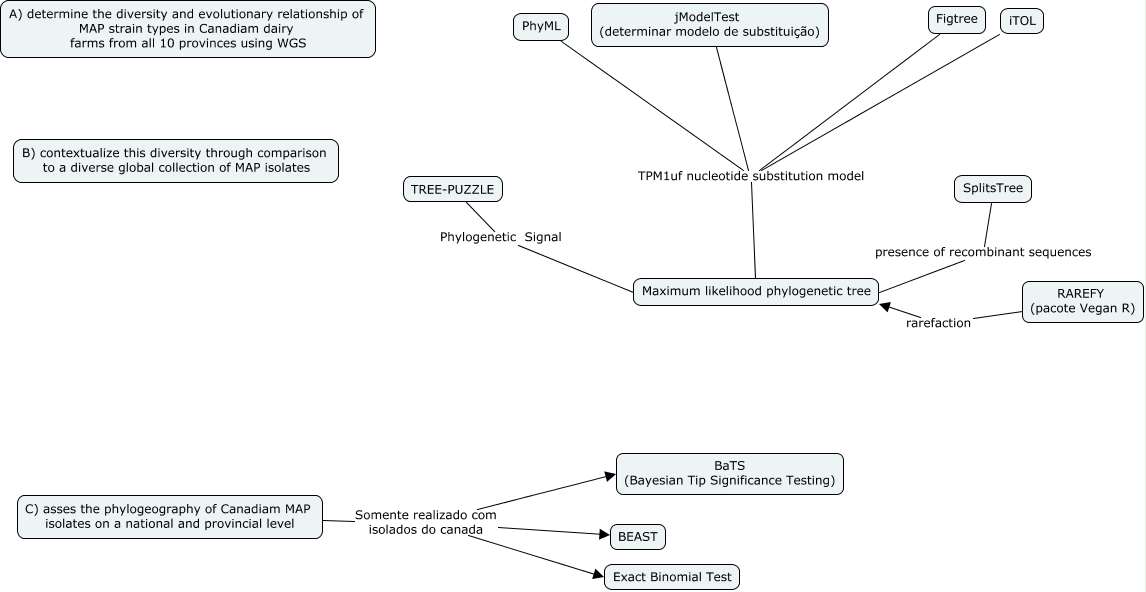 A) determine the diversity and evolutionary relationship of
MAP strain types in Canadiam dairy
farms from all 10 provinces using WGS
PhyML
jModelTest
(determinar modelo de substituição)
Figtree
iTOL
B) contextualize this diversity through comparison
to a diverse global collection of MAP isolates
TPM1uf nucleotide substitution model
TREE-PUZZLE
SplitsTree
Phylogenetic Signal
presence of recombinant sequences
Maximum likelihood phylogenetic tree
RAREFY
(pacote Vegan R)
rarefaction
C) asses the phylogeography of Canadiam MAP
isolates on a national and provincial level
Somente realizado com
isolados do canada
BaTS
(Bayesian Tip Significance Testing)
BEAST
Exact Binomial Test